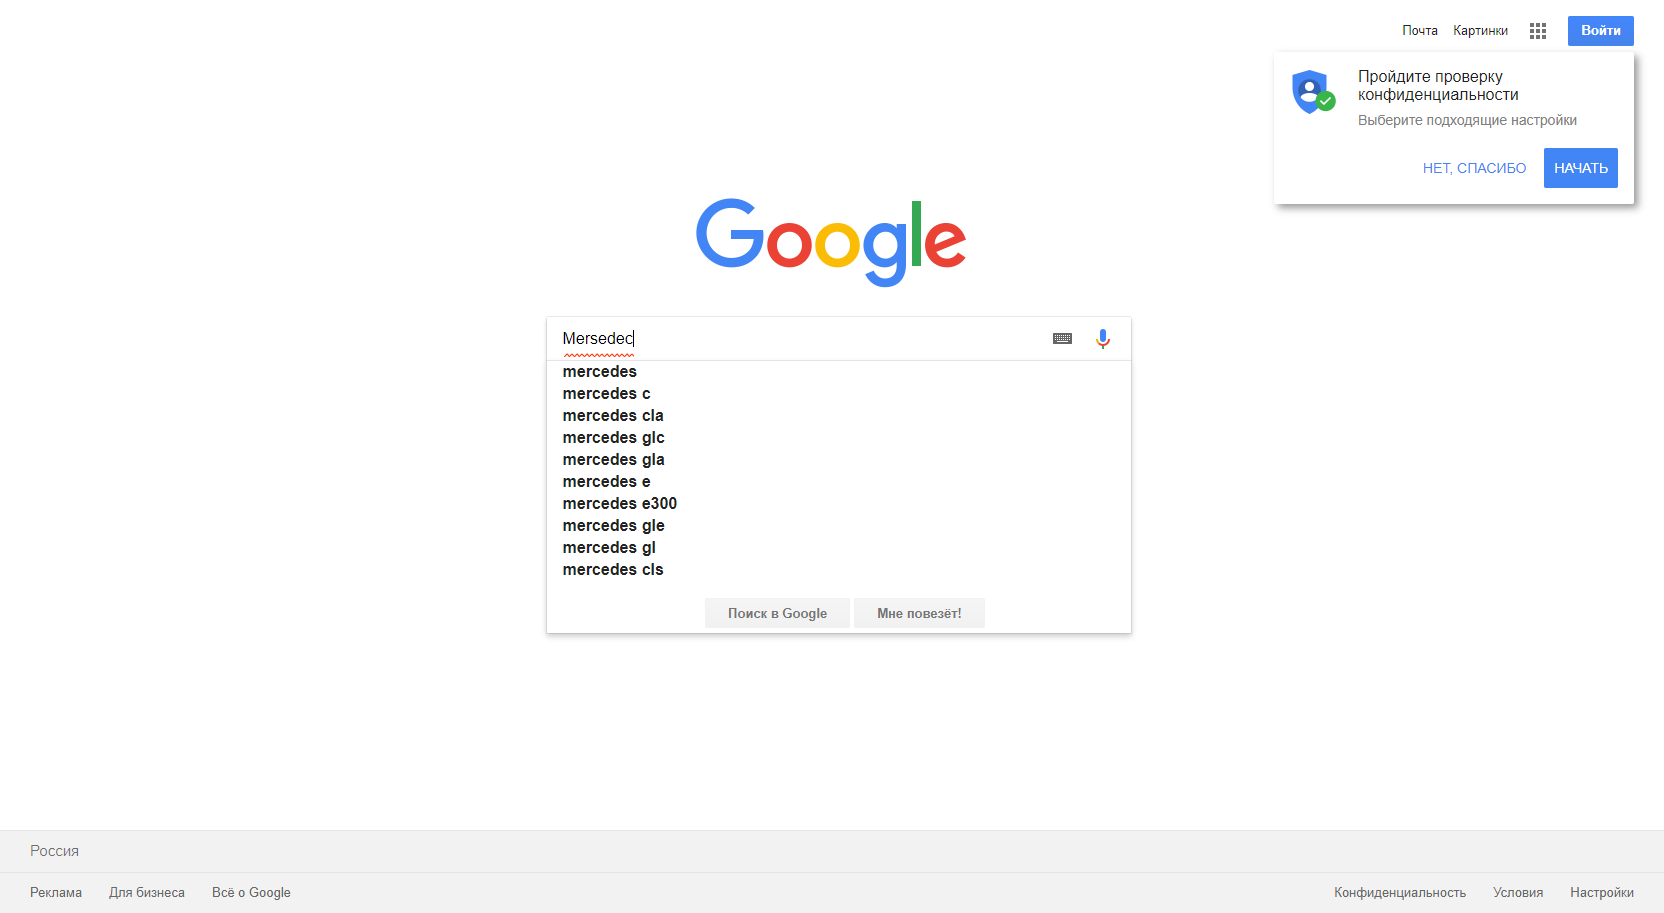 Почта Картинки Войти
Пройдите проверку
конфиденциальности
Выберите подходящие настройки
НЕТ, СПАСИБО НАЧАТЬ
Google
Mersedec
mercedes
mercedes c
mercedes cla
mercedes glc
mercedes gla
mercedes e
mercedes e300
mercedes gle
mercedes gl
mercedes cls
Поиск в Google Мне повезёт!
Россия
Реклама Для бизнеса Всё о Google Конфиденциальность Условия Настройки